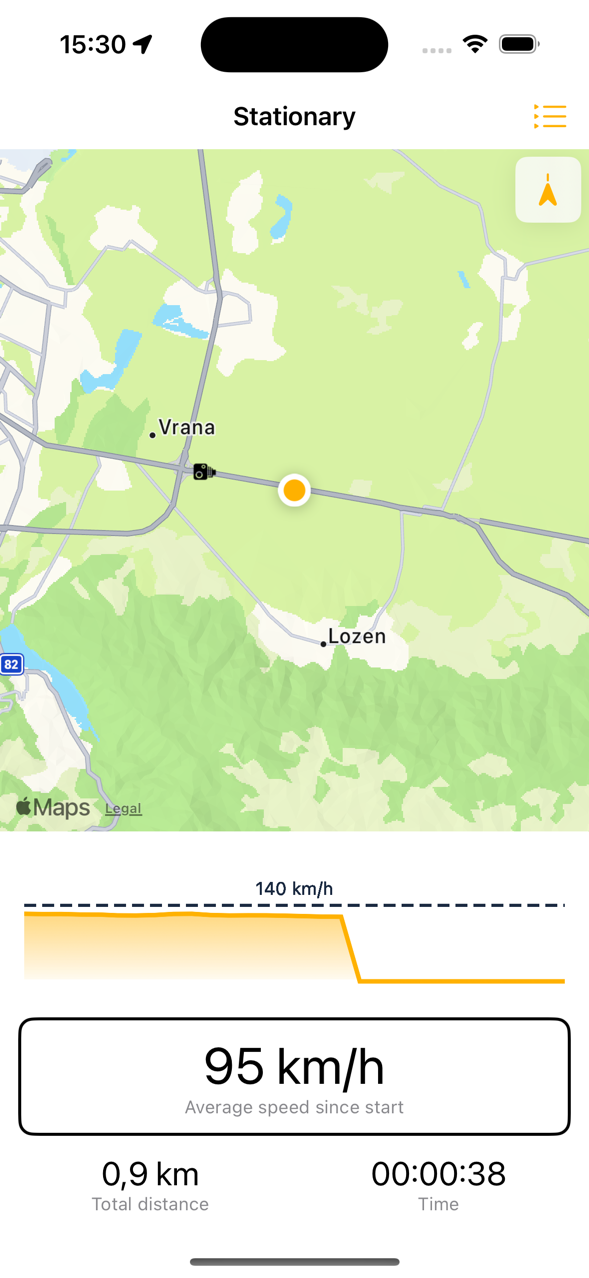 15:30
Stationary
Vrana
Lozen
82
Maps Legal
140 km/h
95 km/h
Average speed since start
0,9 km 00:00:38
Total distance Time